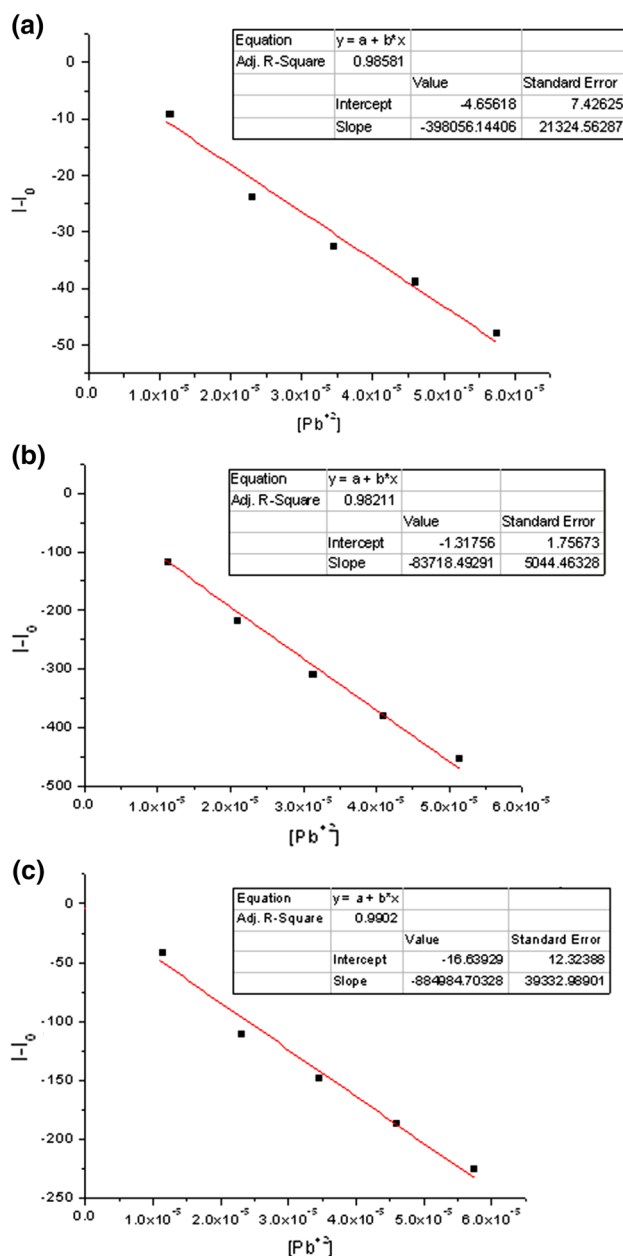 (a)
Equation y = a + b*x
Adj. R-Square 0.98581
Value Standard Error
Intercept -4.65618 7.42625
Slope -398056.14406 21324.56287
0
-10
-20
-30
-40
-50
I-I0
0.0 1.0x10-5 2.0x10-5 3.0x10-5 4.0x10-5 5.0x10-5 6.0x10-5
[Pb+2]
(b)
Equation y = a + b*x
Adj. R-Square 0.98211
Value Standard Error
Intercept -1.31756 1.75673
Slope -83718.49291 5044.46328
0
-100
-200
-300
-400
-500
I-I0
0.0 1.0x10-5 2.0x10-5 3.0x10-5 4.0x10-5 5.0x10-5 6.0x10-5
[Pb+2]
(c)
Equation y = a + b*x
Adj. R-Square 0.9902
Value Standard Error
Intercept -16.63929 12.32388
Slope -884984.70328 39332.98901
0
-50
-100
-150
-200
-250
I-I0
0.0 1.0x10-5 2.0x10-5 3.0x10-5 4.0x10-5 5.0x10-5 6.0x10-5
[Pb+2]